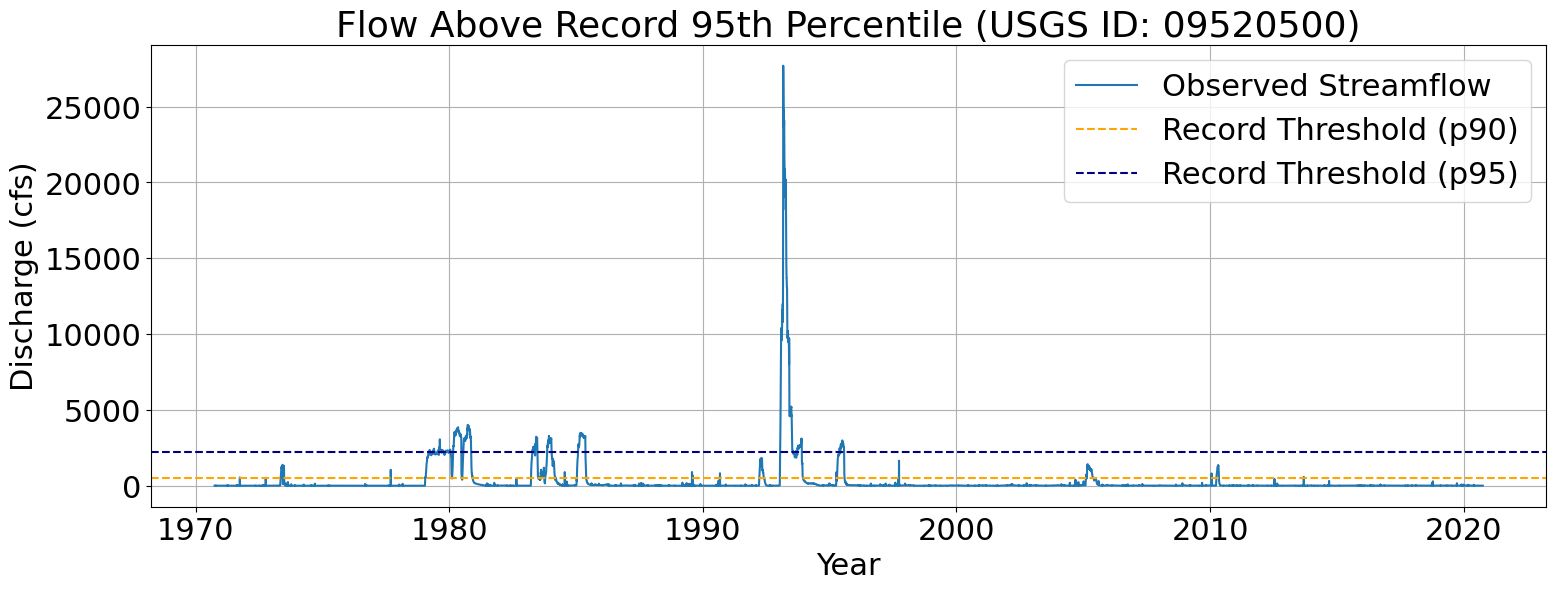 Flow Above Record 95th Percentile (USGS ID: 09520500)
Observed Streamflow
Record Threshold (p90)
Record Threshold (p95)
Discharge (cfs)
25000
20000
15000
10000
5000
0
1970 1980 1990 2000 2010 2020
Year